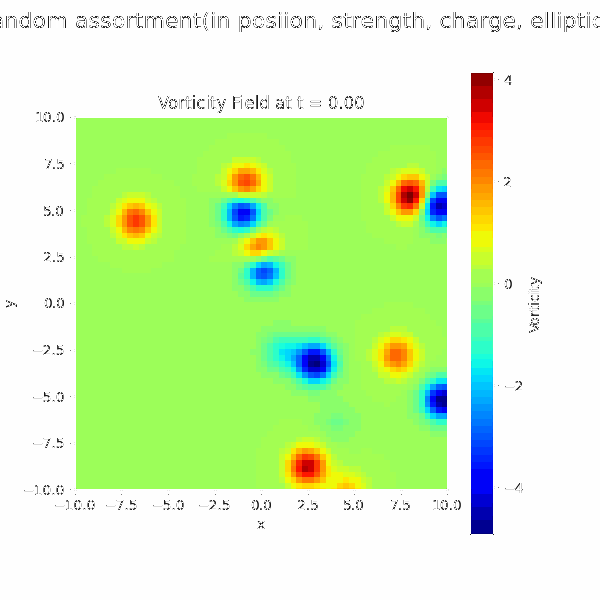 andom assortment(in posiion, strength, charge, elliptic
Vorticity Field at t = 0.00
10.0
7.5
5.0
2.5
0.0
−2.5
−5.0
−7.5
−10.0
y
−10.0 −7.5 −5.0 −2.5 0.0 2.5 5.0 7.5 10.0
x
4
2
0
−2
−4
Vorticity